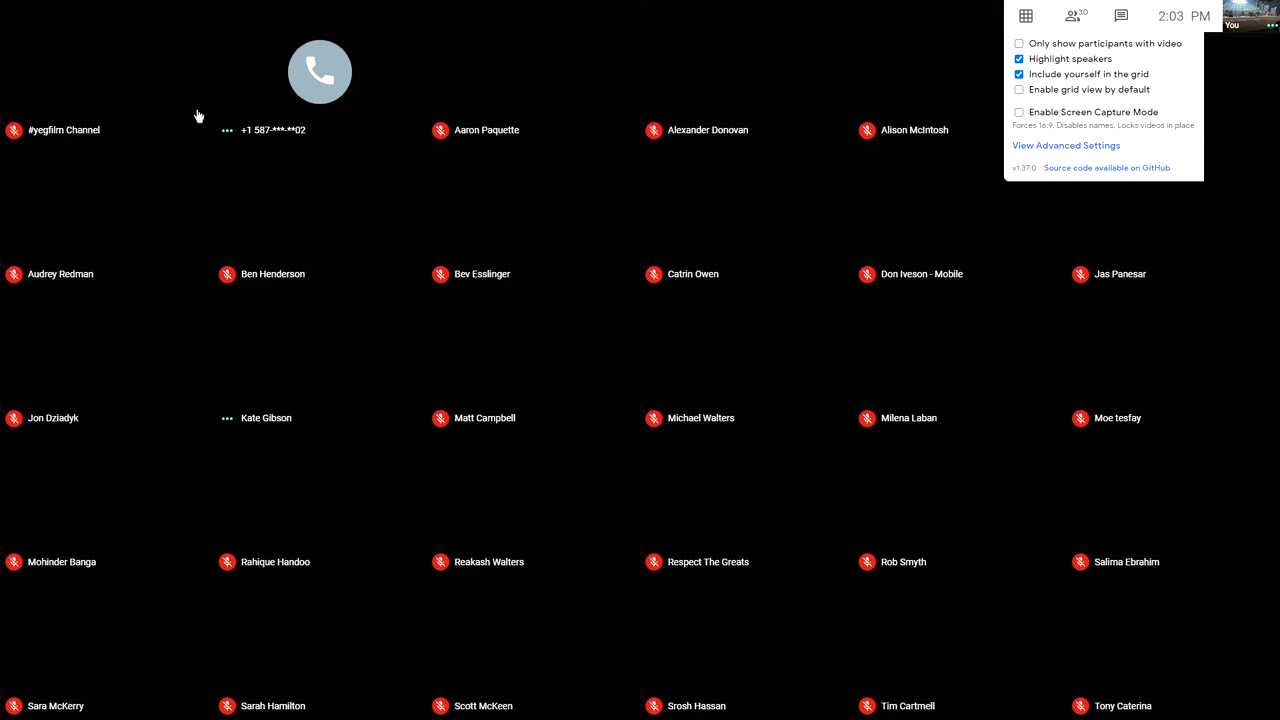 30
2:03 PM
You
Only show participants with video
Highlight speakers
Include yourself in the grid
Enable grid view by default
Enable Screen Capture Mode
Forces 16:9, Disables names, Locks videos in place
View Advanced Settings
v1.37.0 Source code available on GitHub
#yegfilm Channel
+1 587-***-**02
Aaron Paquette
Alexander Donovan
Alison McIntosh
Audrey Redman
Ben Henderson
Bev Esslinger
Catrin Owen
Don Iveson - Mobile
Jas Panesar
Jon Dziadyk
Kate Gibson
Matt Campbell
Michael Walters
Milena Laban
Moe tesfay
Mohinder Banga
Rahique Handoo
Reakash Walters
Respect The Greats
Rob Smyth
Salima Ebrahim
Sara McKerry
Sarah Hamilton
Scott McKeen
Srosh Hassan
Tim Cartmell
Tony Caterina